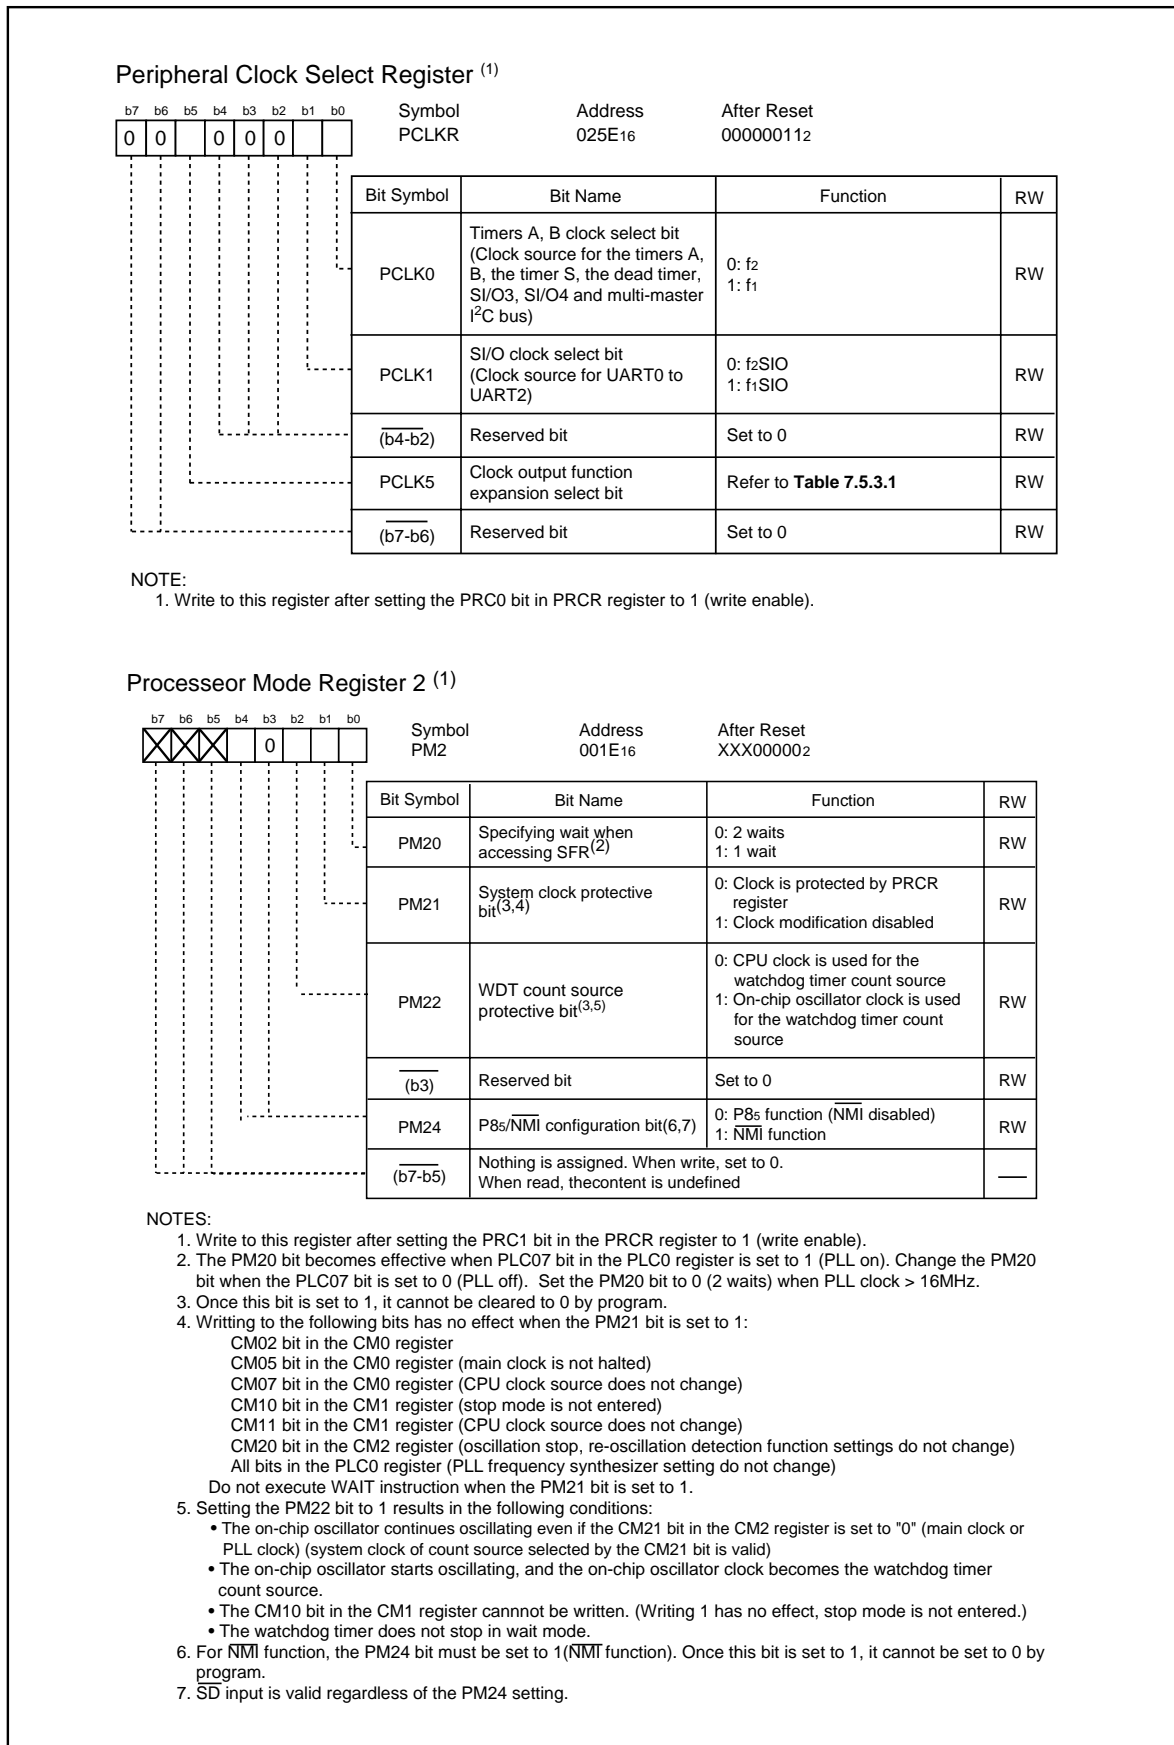 Peripheral Clock Select Register (1)
b7 b6 b5 b4 b3 b2 b1 b0
0 0 0 0 0
Symbol Address After Reset
PCLKR 025E16 000000112
Bit Symbol Bit Name Function RW
PCLK0
Timers A, B clock select bit
(Clock source for the timers A,
B, the timer S, the dead timer,
SI/O3, SI/O4 and multi-master
I2C bus)
0: f2
1: f1
RW
PCLK1
SI/O clock select bit
(Clock source for UART0 to
UART2)
0: f2SIO
1: f1SIO
RW
(b4-b2) Reserved bit Set to 0 RW
PCLK5
Clock output function
expansion select bit
Refer to Table 7.5.3.1
RW
(b7-b6) Reserved bit Set to 0 RW
NOTE:
1. Write to this register after setting the PRC0 bit in PRCR register to 1 (write enable).
Processeor Mode Register 2 (1)
b7 b6 b5 b4 b3 b2 b1 b0
0
Symbol Address After Reset
PM2 001E16 XXX000002
Bit Symbol Bit Name Function RW
PM20
Specifying wait when
accessing SFR(2)
0: 2 waits
1: 1 wait
RW
PM21
System clock protective
bit(3,4)
0: Clock is protected by PRCR
register
1: Clock modification disabled
RW
PM22
WDT count source
protective bit(3,5)
0: CPU clock is used for the
watchdog timer count source
1: On-chip oscillator clock is used
for the watchdog timer count
source
RW
(b3) Reserved bit Set to 0 RW
PM24
P85/NMI configuration bit(6,7)
0: P85 function (NMI disabled)
1: NMI function
RW
(b7-b5)
Nothing is assigned. When write, set to 0.
When read, thecontent is undefined
—
NOTES:
1. Write to this register after setting the PRC1 bit in the PRCR register to 1 (write enable).
2. The PM20 bit becomes effective when PLC07 bit in the PLC0 register is set to 1 (PLL on). Change the PM20
bit when the PLC07 bit is set to 0 (PLL off). Set the PM20 bit to 0 (2 waits) when PLL clock > 16MHz.
3. Once this bit is set to 1, it cannot be cleared to 0 by program.
4. Writting to the following bits has no effect when the PM21 bit is set to 1:
CM02 bit in the CM0 register
CM05 bit in the CM0 register (main clock is not halted)
CM07 bit in the CM0 register (CPU clock source does not change)
CM10 bit in the CM1 register (stop mode is not entered)
CM11 bit in the CM1 register (CPU clock source does not change)
CM20 bit in the CM2 register (oscillation stop, re-oscillation detection function settings do not change)
All bits in the PLC0 register (PLL frequency synthesizer setting do not change)
Do not execute WAIT instruction when the PM21 bit is set to 1.
5. Setting the PM22 bit to 1 results in the following conditions:
• The on-chip oscillator continues oscillating even if the CM21 bit in the CM2 register is set to "0" (main clock or
PLL clock) (system clock of count source selected by the CM21 bit is valid)
• The on-chip oscillator starts oscillating, and the on-chip oscillator clock becomes the watchdog timer
count source.
• The CM10 bit in the CM1 register cannnot be written. (Writing 1 has no effect, stop mode is not entered.)
• The watchdog timer does not stop in wait mode.
6. For NMI function, the PM24 bit must be set to 1(NMI function). Once this bit is set to 1, it cannot be set to 0 by
program.
7. SD input is valid regardless of the PM24 setting.